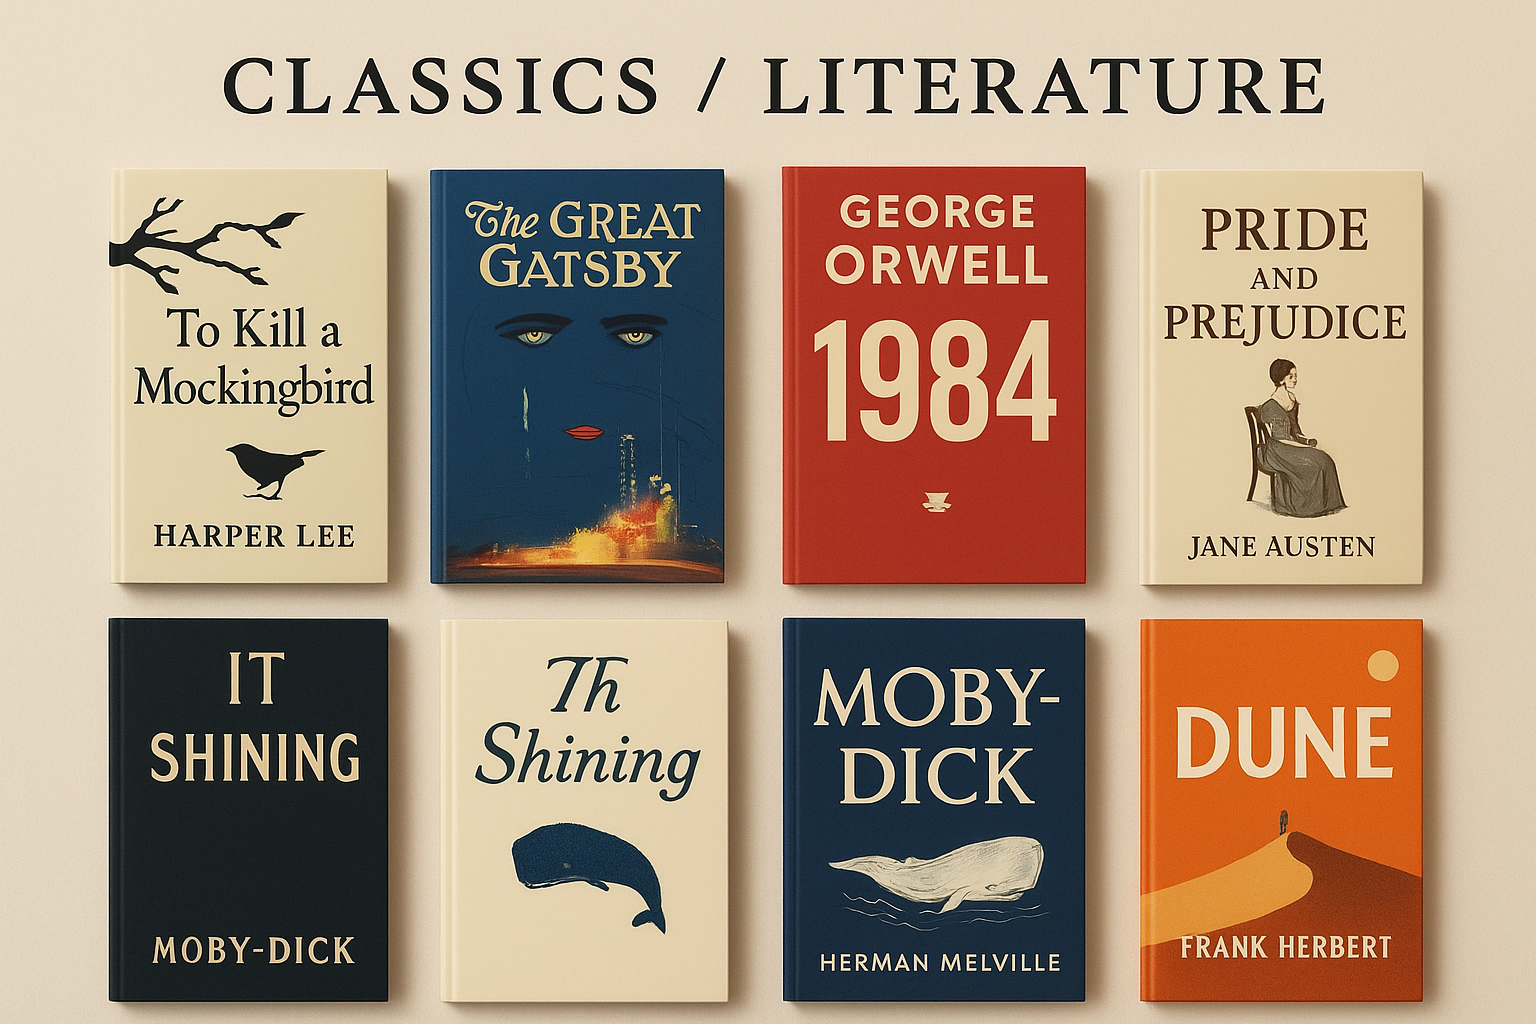 CLASSICS / LITERATURE
To Kill a
Mockingbird
HARPER LEE
The GREAT
GATSBY
GEORGE
ORWELL
1984
PRIDE
AND
PREJUDICE
JANE AUSTEN
IT
SHINING
MOBY-DICK
Th
Shining
MOBY-
DICK
HERMAN MELVILLE
DUNE
FRANK HERBERT